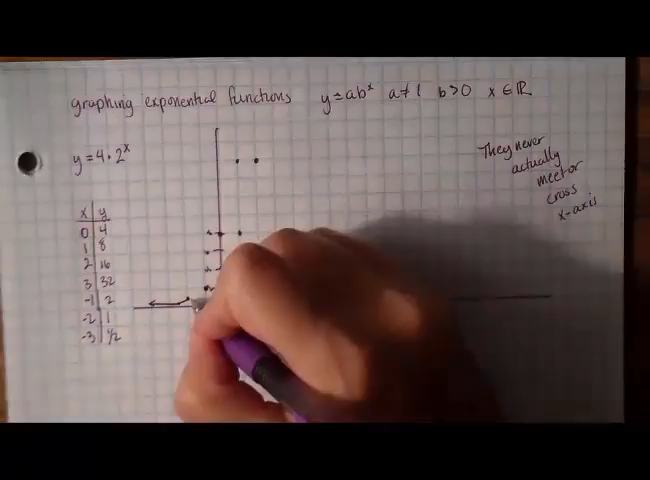 graphing exponential functions y=ab^x a≠1 b>0 x∈ℝ
y=4·2^x
They never
actually
meet or
cross
x-axis
x y
0 4
1 8
2 16
3 32
-1 2
-2 1
-3 1/2